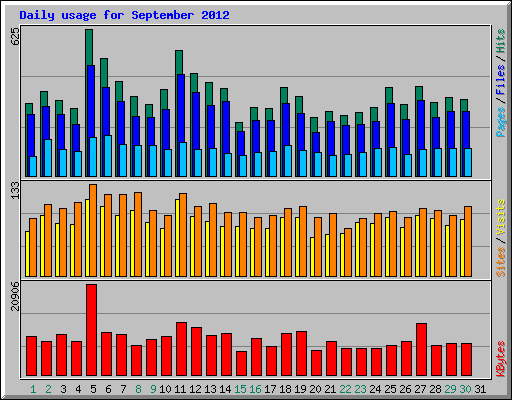 Daily usage for September 2012
625
Pages/Files/Hits
133
Sites/Visits
20906
KBytes
1 2 3 4 5 6 7 8 9 10 11 12 13 14 15 16 17 18 19 20 21 22 23 24 25 26 27 28 29 30 31